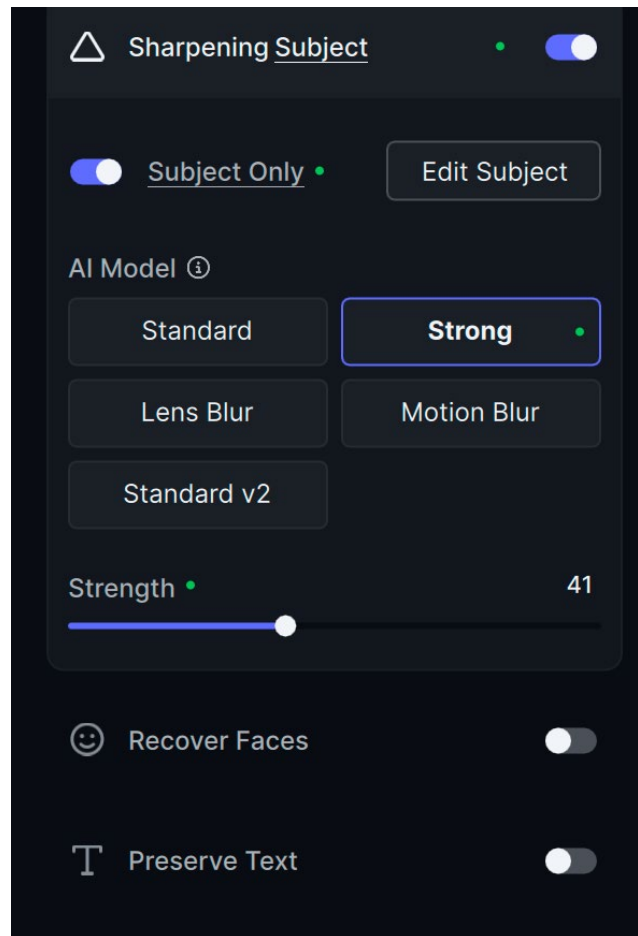 Sharpening Subject
Subject Only
Edit Subject
AI Model
Standard
Strong
Lens Blur
Motion Blur
Standard v2
Strength
41
Recover Faces
Preserve Text